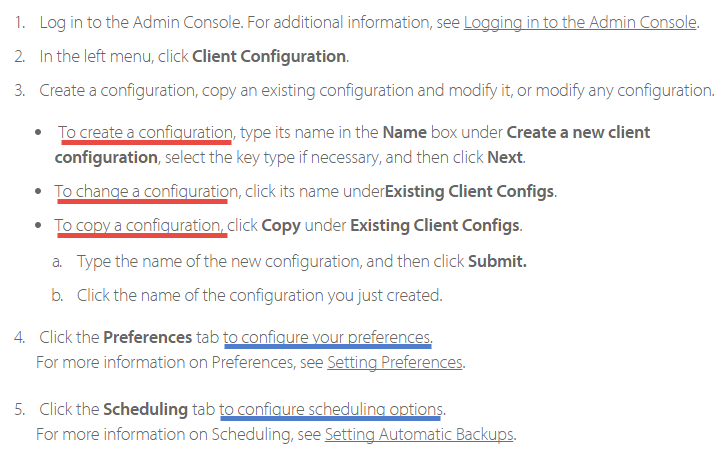 1. Log in to the Admin Console. For additional information, see Logging in to the Admin Console.
2. In the left menu, click Client Configuration.
3. Create a configuration, copy an existing configuration and modify it, or modify any configuration.
• To create a configuration, type its name in the Name box under Create a new client
configuration, select the key type if necessary, and then click Next.
• To change a configuration, click its name underExisting Client Configs.
• To copy a configuration, click Copy under Existing Client Configs.
a. Type the name of the new configuration, and then click Submit.
b. Click the name of the configuration you just created.
4. Click the Preferences tab to configure your preferences.
For more information on Preferences, see Setting Preferences.
5. Click the Scheduling tab to configure scheduling options.
For more information on Scheduling, see Setting Automatic Backups.